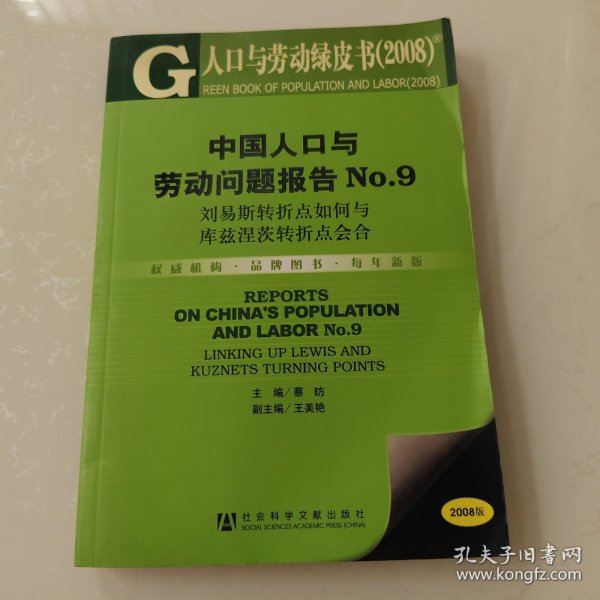 人口与劳动绿皮书(2008)®
GREEN BOOK OF POPULATION AND LABOR(2008)
中国人口与
劳动问题报告 No.9
刘易斯转折点如何与
库兹涅茨转折点会合
权威机构·品牌图书·每年新版
REPORTS
ON CHINA'S POPULATION
AND LABOR No.9
LINKING UP LEWIS AND
KUZNETS TURNING POINTS
主 编/蔡 昉
副主编/王美艳
社会科学文献出版社
SOCIAL SCIENCES ACADEMIC PRESS (CHINA)
2008版
孔夫子旧书网
www.kongfz.com